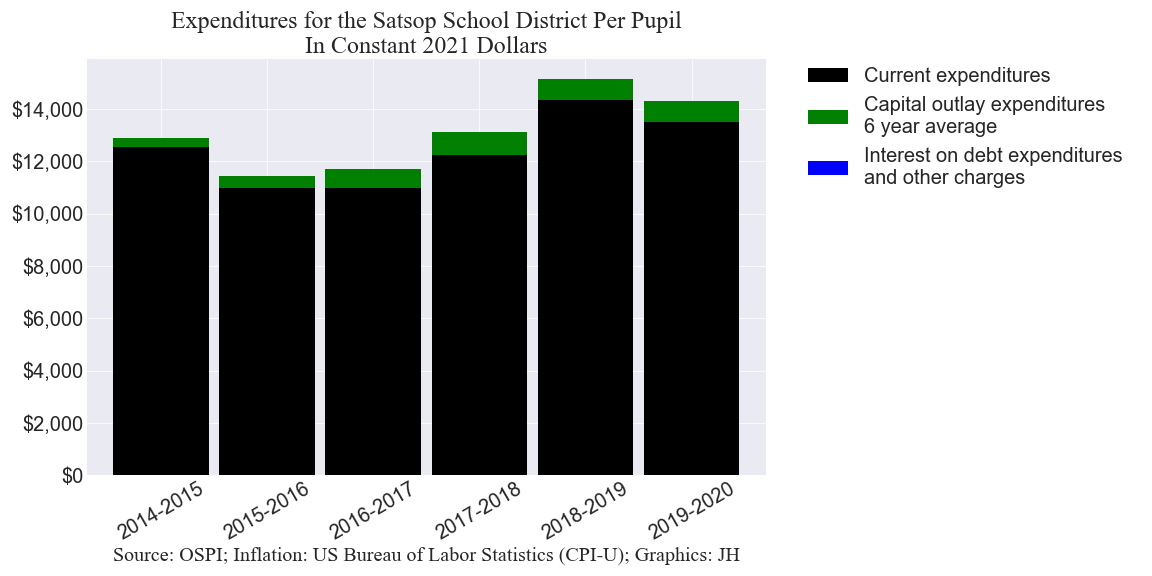 Expenditures for the Satsop School District Per Pupil
In Constant 2021 Dollars
Current expenditures
Capital outlay expenditures
6 year average
Interest on debt expenditures
and other charges
$14,000
$12,000
$10,000
$8,000
$6,000
$4,000
$2,000
$0
2014-2015
2015-2016
2016-2017
2017-2018
2018-2019
2019-2020
Source: OSPI; Inflation: US Bureau of Labor Statistics (CPI-U); Graphics: JH